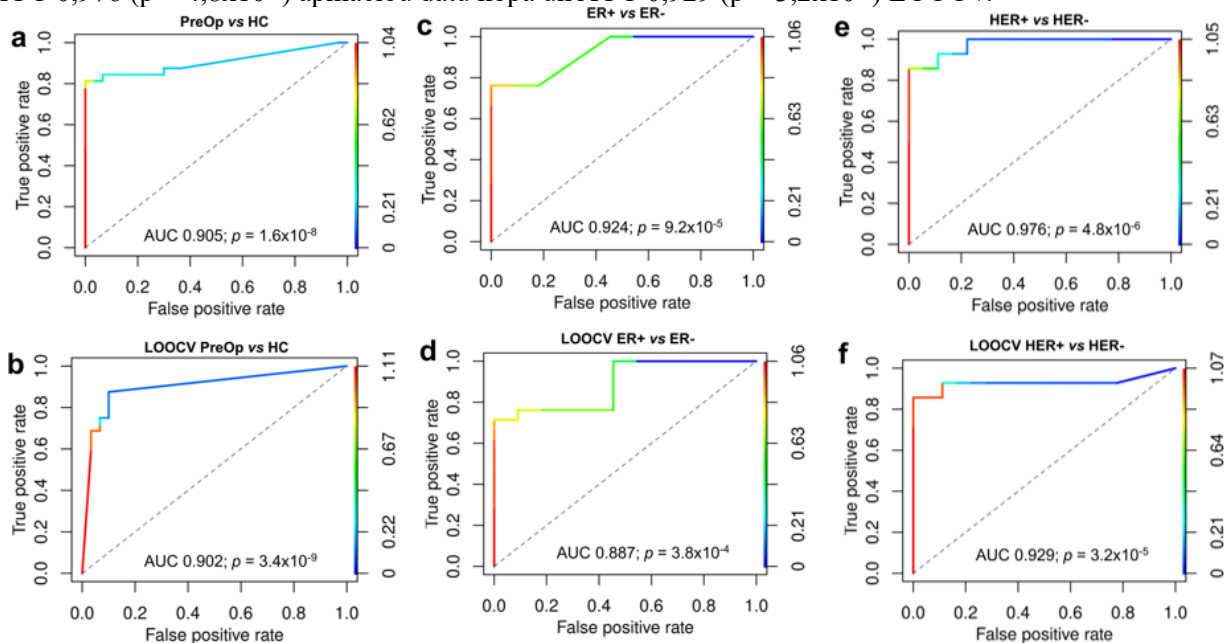 0,976 (p 4,8x10 un AUC 0,929 (p 3,2x10
a
PreOp vs HC
True positive rate
0.0 0.2 0.4 0.6 0.8 1.0
0 0.21 0.62 1.04
AUC 0.905; p = 1.6x10⁻⁸
0.0 0.2 0.4 0.6 0.8 1.0
False positive rate
b
LOOCV PreOp vs HC
True positive rate
0.0 0.2 0.4 0.6 0.8 1.0
0 0.22 0.67 1.11
AUC 0.902; p = 3.4x10⁻⁹
0.0 0.2 0.4 0.6 0.8 1.0
False positive rate
c
ER+ vs ER-
True positive rate
0.0 0.2 0.4 0.6 0.8 1.0
0 0.21 0.63 1.06
AUC 0.924; p = 9.2x10⁻⁵
0.0 0.2 0.4 0.6 0.8 1.0
False positive rate
d
LOOCV ER+ vs ER-
True positive rate
0.0 0.2 0.4 0.6 0.8 1.0
0 0.21 0.63 1.06
AUC 0.887; p = 3.8x10⁻⁴
0.0 0.2 0.4 0.6 0.8 1.0
False positive rate
e
HER+ vs HER-
True positive rate
0.0 0.2 0.4 0.6 0.8 1.0
0 0.21 0.63 1.05
AUC 0.976; p = 4.8x10⁻⁶
0.0 0.2 0.4 0.6 0.8 1.0
False positive rate
f
LOOCV HER+ vs HER-
True positive rate
0.0 0.2 0.4 0.6 0.8 1.0
0 0.21 0.64 1.07
AUC 0.929; p = 3.2x10⁻⁵
0.0 0.2 0.4 0.6 0.8 1.0
False positive rate